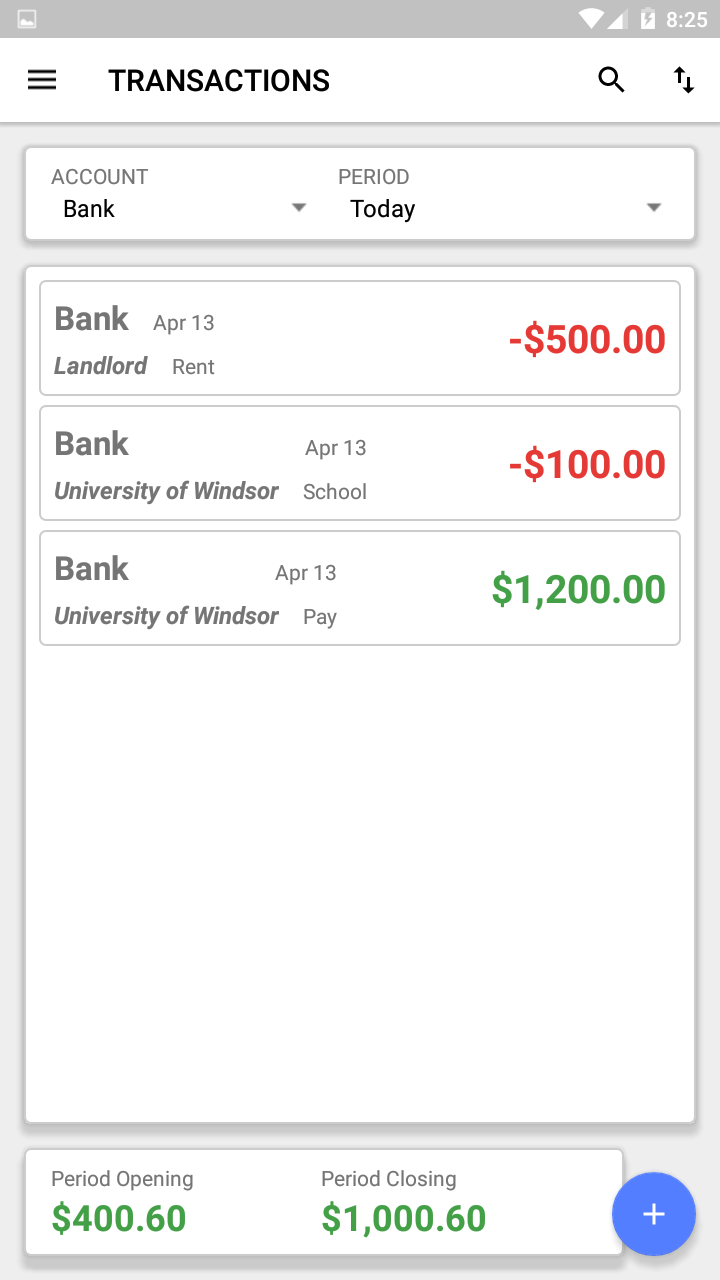 8:25
TRANSACTIONS
ACCOUNT PERIOD
Bank Today
Bank Apr 13
-$500.00
Landlord Rent
Bank Apr 13
-$100.00
University of Windsor School
Bank Apr 13
$1,200.00
University of Windsor Pay
Period Opening Period Closing
$400.60 $1,000.60
+